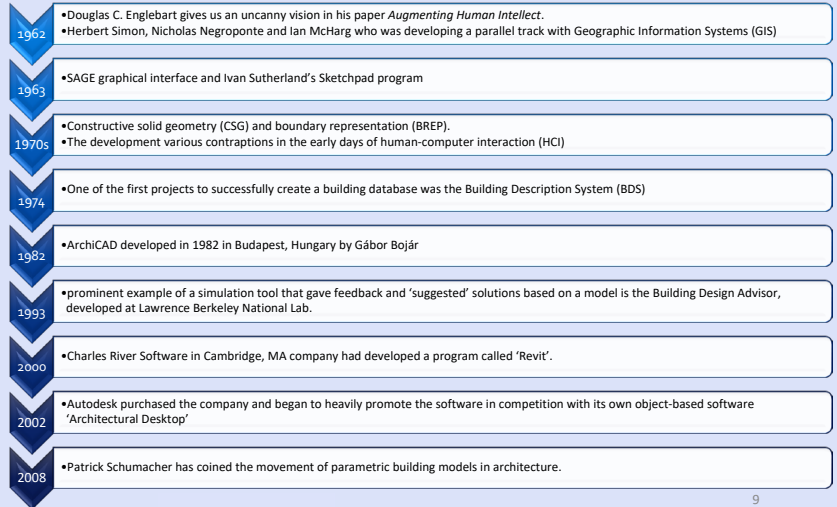 1962
•Douglas C. Englebart gives us an uncanny vision in his paper Augmenting Human Intellect.
•Herbert Simon, Nicholas Negroponte and Ian McHarg who was developing a parallel track with Geographic Information Systems (GIS)
1963
•SAGE graphical interface and Ivan Sutherland’s Sketchpad program
1970s
•Constructive solid geometry (CSG) and boundary representation (BREP).
•The development various contraptions in the early days of human-computer interaction (HCI)
1974
•One of the first projects to successfully create a building database was the Building Description System (BDS)
1982
•ArchiCAD developed in 1982 in Budapest, Hungary by Gábor Bojár
1993
•prominent example of a simulation tool that gave feedback and ‘suggested’ solutions based on a model is the Building Design Advisor,
developed at Lawrence Berkeley National Lab.
2000
•Charles River Software in Cambridge, MA company had developed a program called ‘Revit’.
2002
•Autodesk purchased the company and began to heavily promote the software in competition with its own object-based software
‘Architectural Desktop’
2008
•Patrick Schumacher has coined the movement of parametric building models in architecture.
9